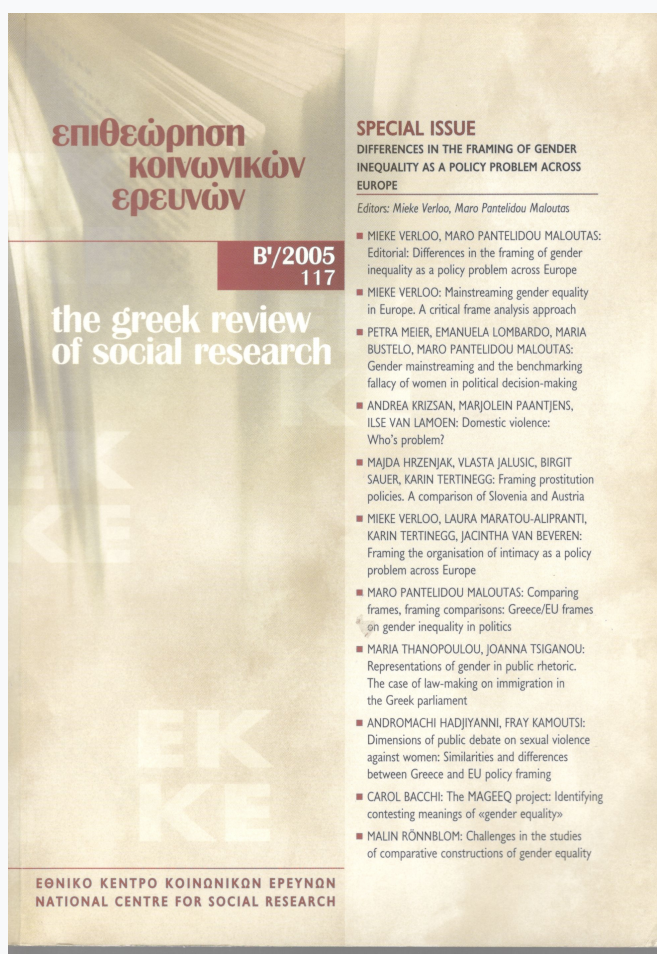 επιθεώρηση
κοινωνικών
ερευνών
Β'/2005
117
the greek review
of social research
ΕΚ
ΚΕ
ΕΚ
ΚΕ
ΕΘΝΙΚΟ ΚΕΝΤΡΟ ΚΟΙΝΩΝΙΚΩΝ ΕΡΕΥΝΩΝ
NATIONAL CENTRE FOR SOCIAL RESEARCH
SPECIAL ISSUE
DIFFERENCES IN THE FRAMING OF GENDER
INEQUALITY AS A POLICY PROBLEM ACROSS
EUROPE
Editors: Mieke Verloo, Maro Pantelidou Maloutas
■ MIEKE VERLOO, MARO PANTELIDOU MALOUTAS:
Editorial: Differences in the framing of gender
inequality as a policy problem across Europe
■ MIEKE VERLOO: Mainstreaming gender equality
in Europe. A critical frame analysis approach
■ PETRA MEIER, EMANUELA LOMBARDO, MARIA
BUSTELO, MARO PANTELIDOU MALOUTAS:
Gender mainstreaming and the benchmarking
fallacy of women in political decision-making
■ ANDREA KRIZSAN, MARJOLEIN PAANTJENS,
ILSE VAN LAMOEN: Domestic violence:
Who's problem?
■ MAJDA HRZENJAK, VLASTA JALUSIC, BIRGIT
SAUER, KARIN TERTINEGG: Framing prostitution
policies. A comparison of Slovenia and Austria
■ MIEKE VERLOO, LAURA MARATOU-ALIPRANTI,
KARIN TERTINEGG, JACINTHA VAN BEVEREN:
Framing the organisation of intimacy as a policy
problem across Europe
■ MARO PANTELIDOU MALOUTAS: Comparing
frames, framing comparisons: Greece/EU frames
on gender inequality in politics
■ MARIA THANOPOULOU, JOANNA TSIGANOU:
Representations of gender in public rhetoric.
The case of law-making on immigration in
the Greek parliament
■ ANDROMACHI HADJIYANNI, FRAY KAMOUTSI:
Dimensions of public debate on sexual violence
against women: Similarities and differences
between Greece and EU policy framing
■ CAROL BACCHI: The MAGEEQ project: Identifying
contesting meanings of «gender equality»
■ MALIN RÖNNBLOM: Challenges in the studies
of comparative constructions of gender equality